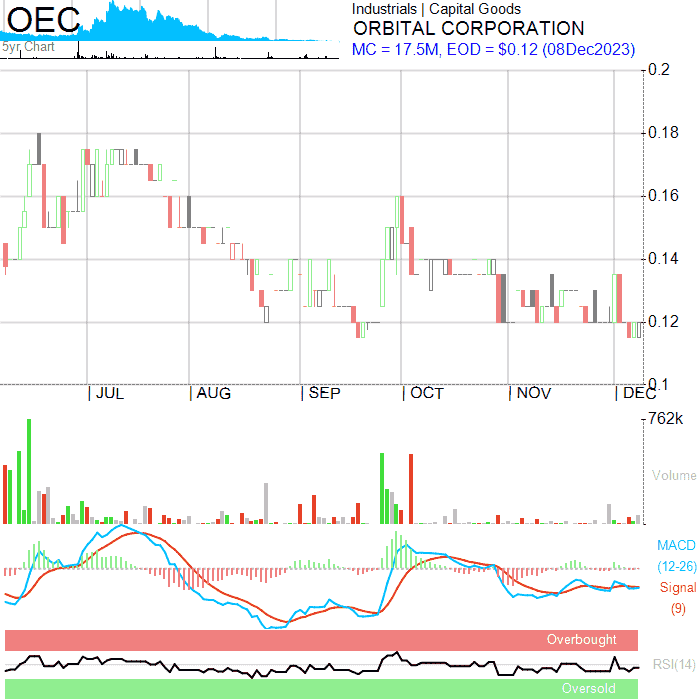 OEC
5yr Chart
Industrials | Capital Goods
ORBITAL CORPORATION
MC = 17.5M, EOD = $0.12 (08Dec2023)
0.2
0.18
0.16
0.14
0.12
0.1
| JUL | AUG | SEP | OCT | NOV | DEC
762k
Volume
MACD
(12-26)
Signal
(9)
Overbought
RSI(14)
Oversold